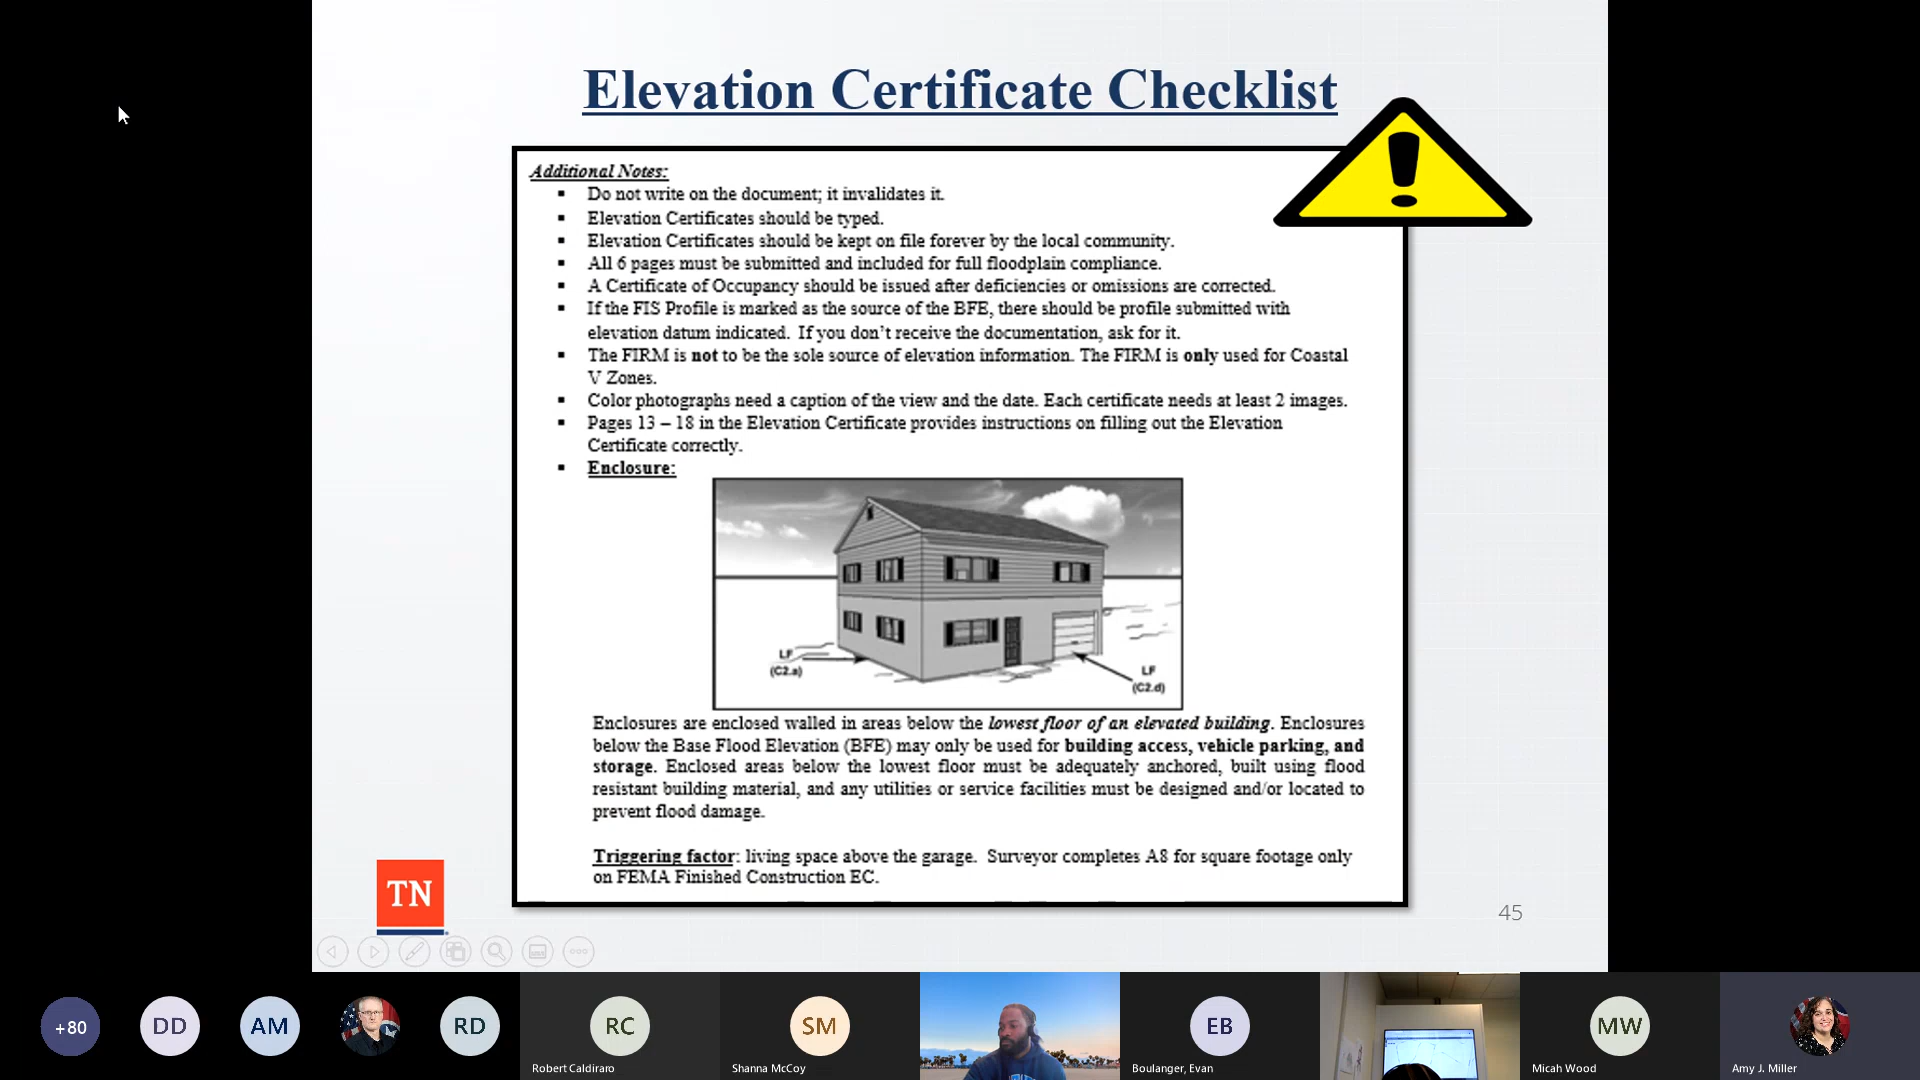 Elevation Certificate Checklist
Additional Notes:
▪ Do not write on the document; it invalidates it.
▪ Elevation Certificates should be typed.
▪ Elevation Certificates should be kept on file forever by the local community.
▪ All 6 pages must be submitted and included for full floodplain compliance.
▪ A Certificate of Occupancy should be issued after deficiencies or omissions are corrected.
▪ If the FIS Profile is marked as the source of the BFE, there should be profile submitted with
elevation datum indicated. If you don't receive the documentation, ask for it.
▪ The FIRM is not to be the sole source of elevation information. The FIRM is only used for Coastal
V Zones.
▪ Color photographs need a caption of the view and the date. Each certificate needs at least 2 images.
▪ Pages 13 – 18 in the Elevation Certificate provides instructions on filling out the Elevation
Certificate correctly.
▪ Enclosure:
LF
(C2.a)
LF
(C2.d)
Enclosures are enclosed walled in areas below the lowest floor of an elevated building. Enclosures
below the Base Flood Elevation (BFE) may only be used for building access, vehicle parking, and
storage. Enclosed areas below the lowest floor must be adequately anchored, built using flood
resistant building material, and any utilities or service facilities must be designed and/or located to
prevent flood damage.
Triggering factor: living space above the garage. Surveyor completes A8 for square footage only
on FEMA Finished Construction EC.
TN
45
+80
DD
AM
RD
RC
Robert Caldiraro
SM
Shanna McCoy
EB
Boulanger, Evan
MW
Micah Wood
Amy J. Miller